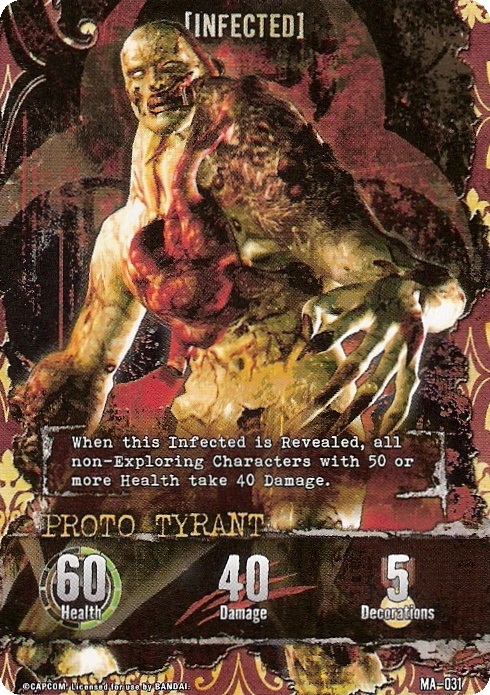 [INFECTED]
When this Infected is Revealed, all
non-Exploring Characters with 50 or
more Health take 40 Damage.
PROTO TYRANT
60
Health
40
Damage
5
Decorations
©CAPCOM. Licensed for use by BANDAI.
MA-031